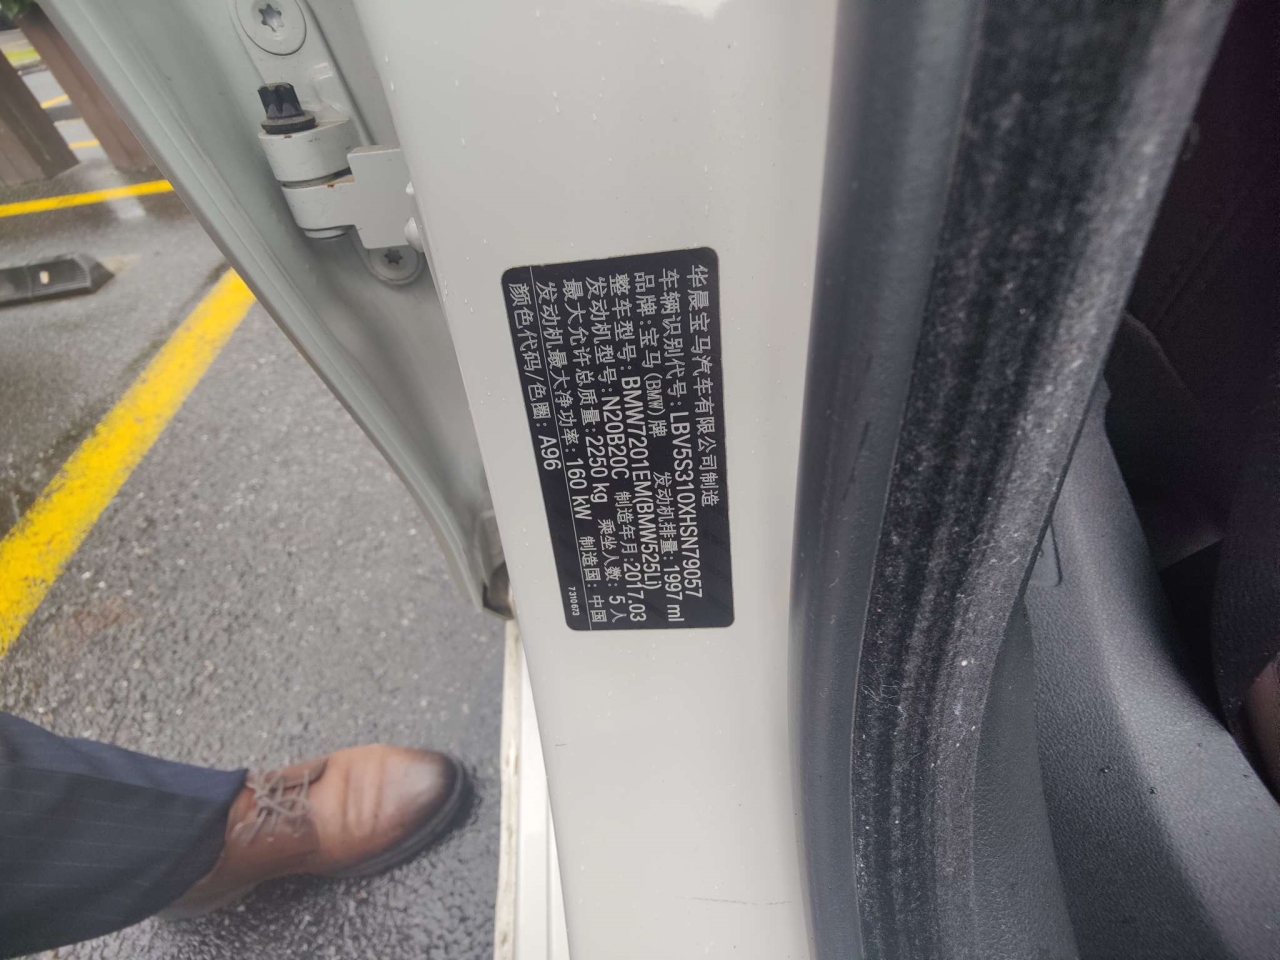 华晨宝马汽车有限公司制造
车辆识别代号:LBV5S310XHSN79057
品牌:宝马(BMW)牌 发动机排量:1997 ml
整车型号:BMW7201EM(BMW525Li)
发动机型号:N20B20C 制造年月:2017.03
最大允许总质量:2250 kg 乘坐人数:5人
发动机最大净功率:160 kW 制造国:中国
颜色代码/色圈:A96 7 310 673